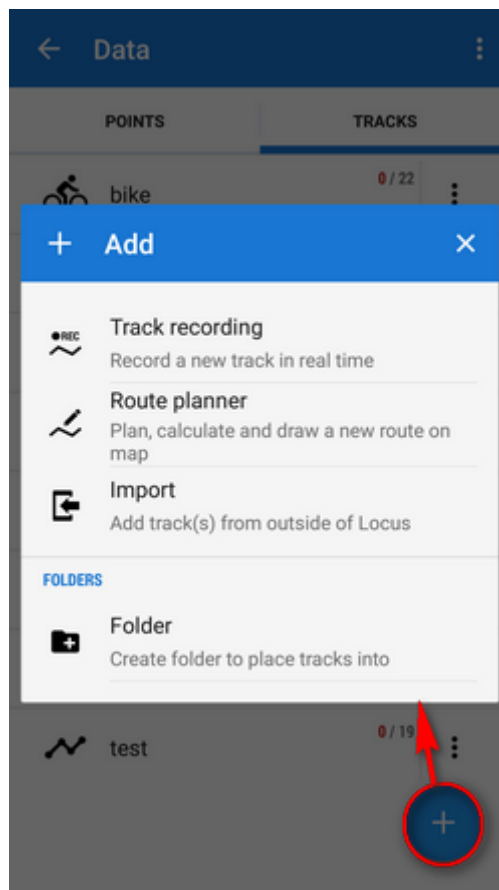 Data
POINTS TRACKS
0 / 22
bike
+ Add ×
REC
Track recording
Record a new track in real time
Route planner
Plan, calculate and draw a new route on
map
Import
Add track(s) from outside of Locus
FOLDERS
Folder
Create folder to place tracks into
0 / 19
test
+